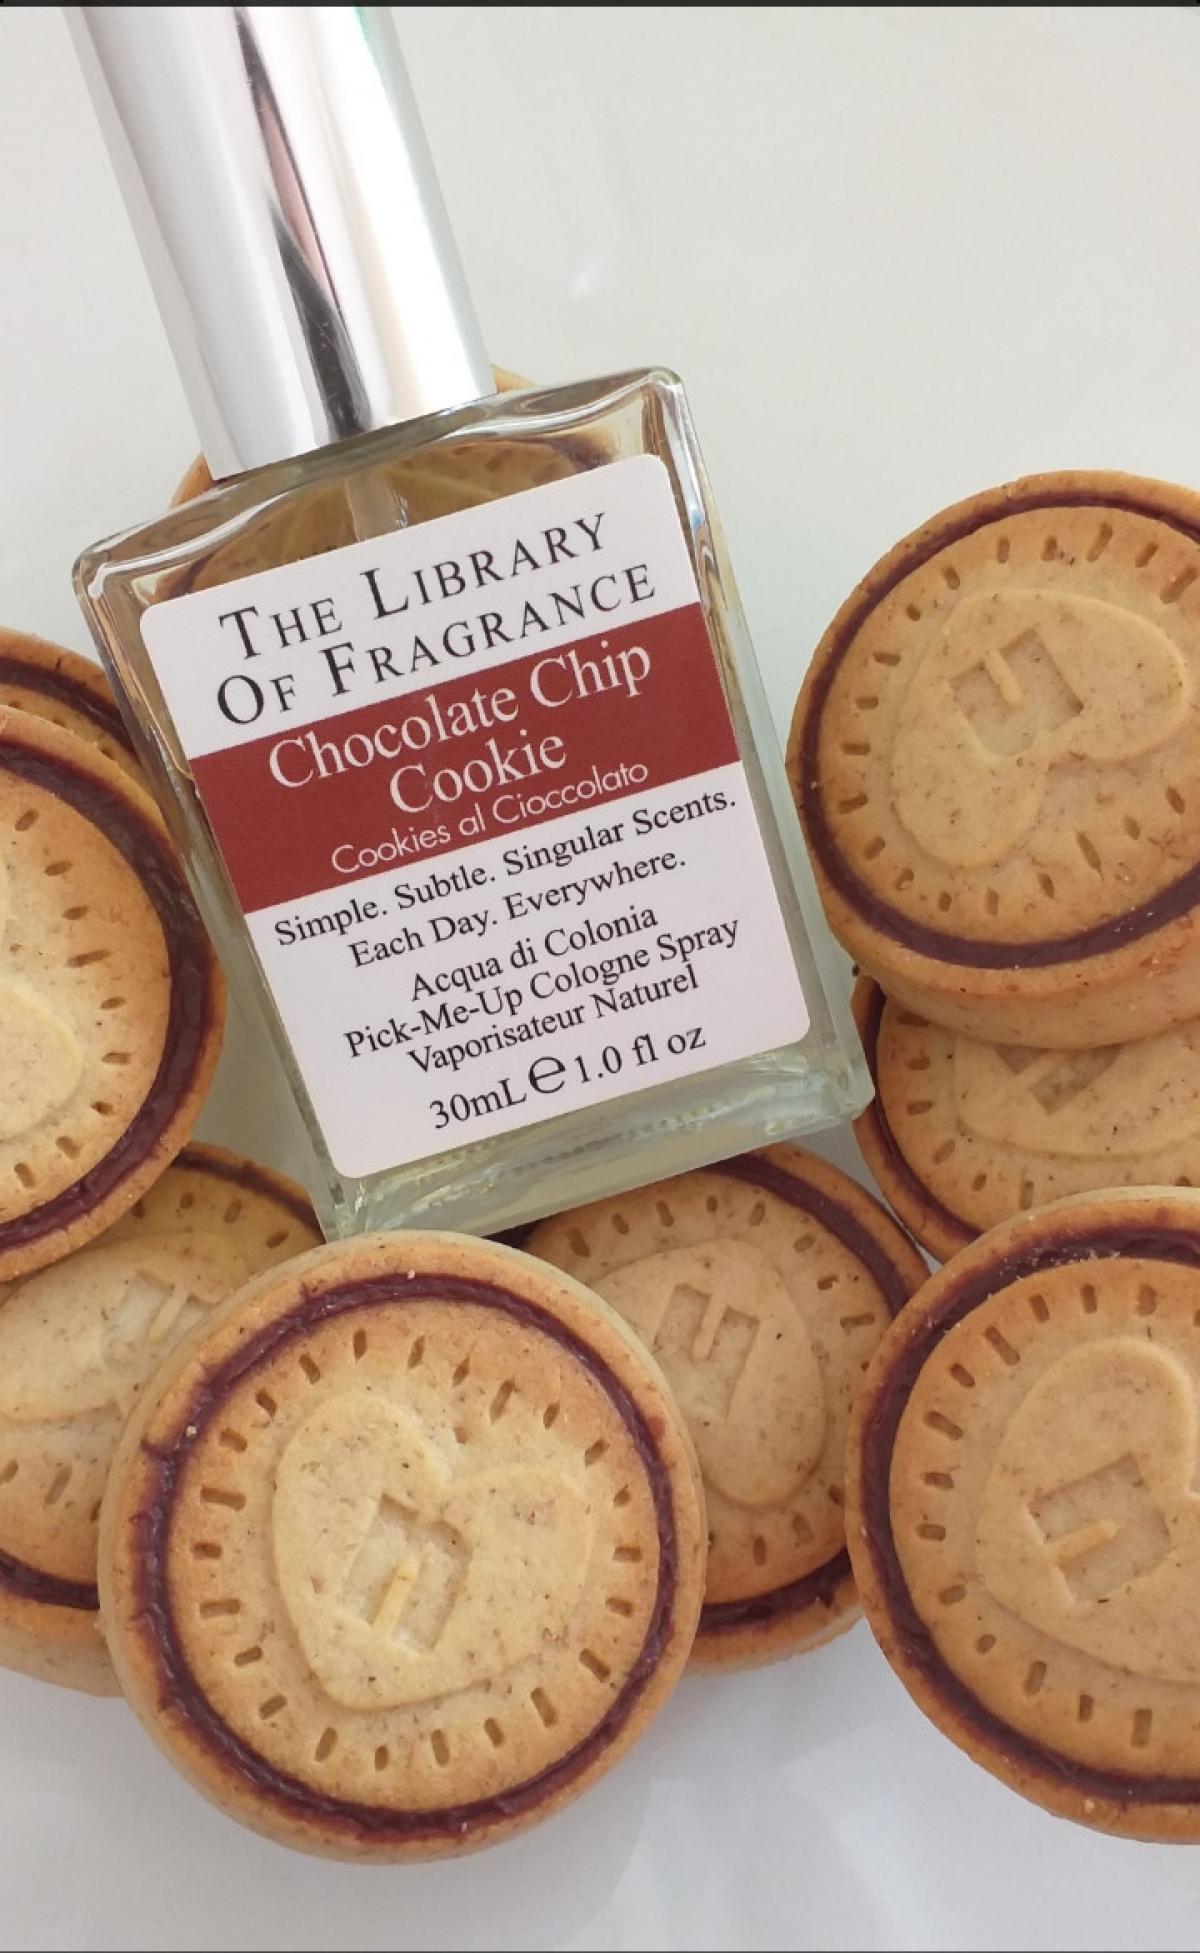 THE LIBRARY
OF FRAGRANCE
Chocolate Chip
Cookie
Cookies al Cioccolato
Simple. Subtle. Singular Scents.
Each Day. Everywhere.
Acqua di Colonia
Pick-Me-Up Cologne Spray
Vaporisateur Naturel
30mL ℮ 1.0 fl oz